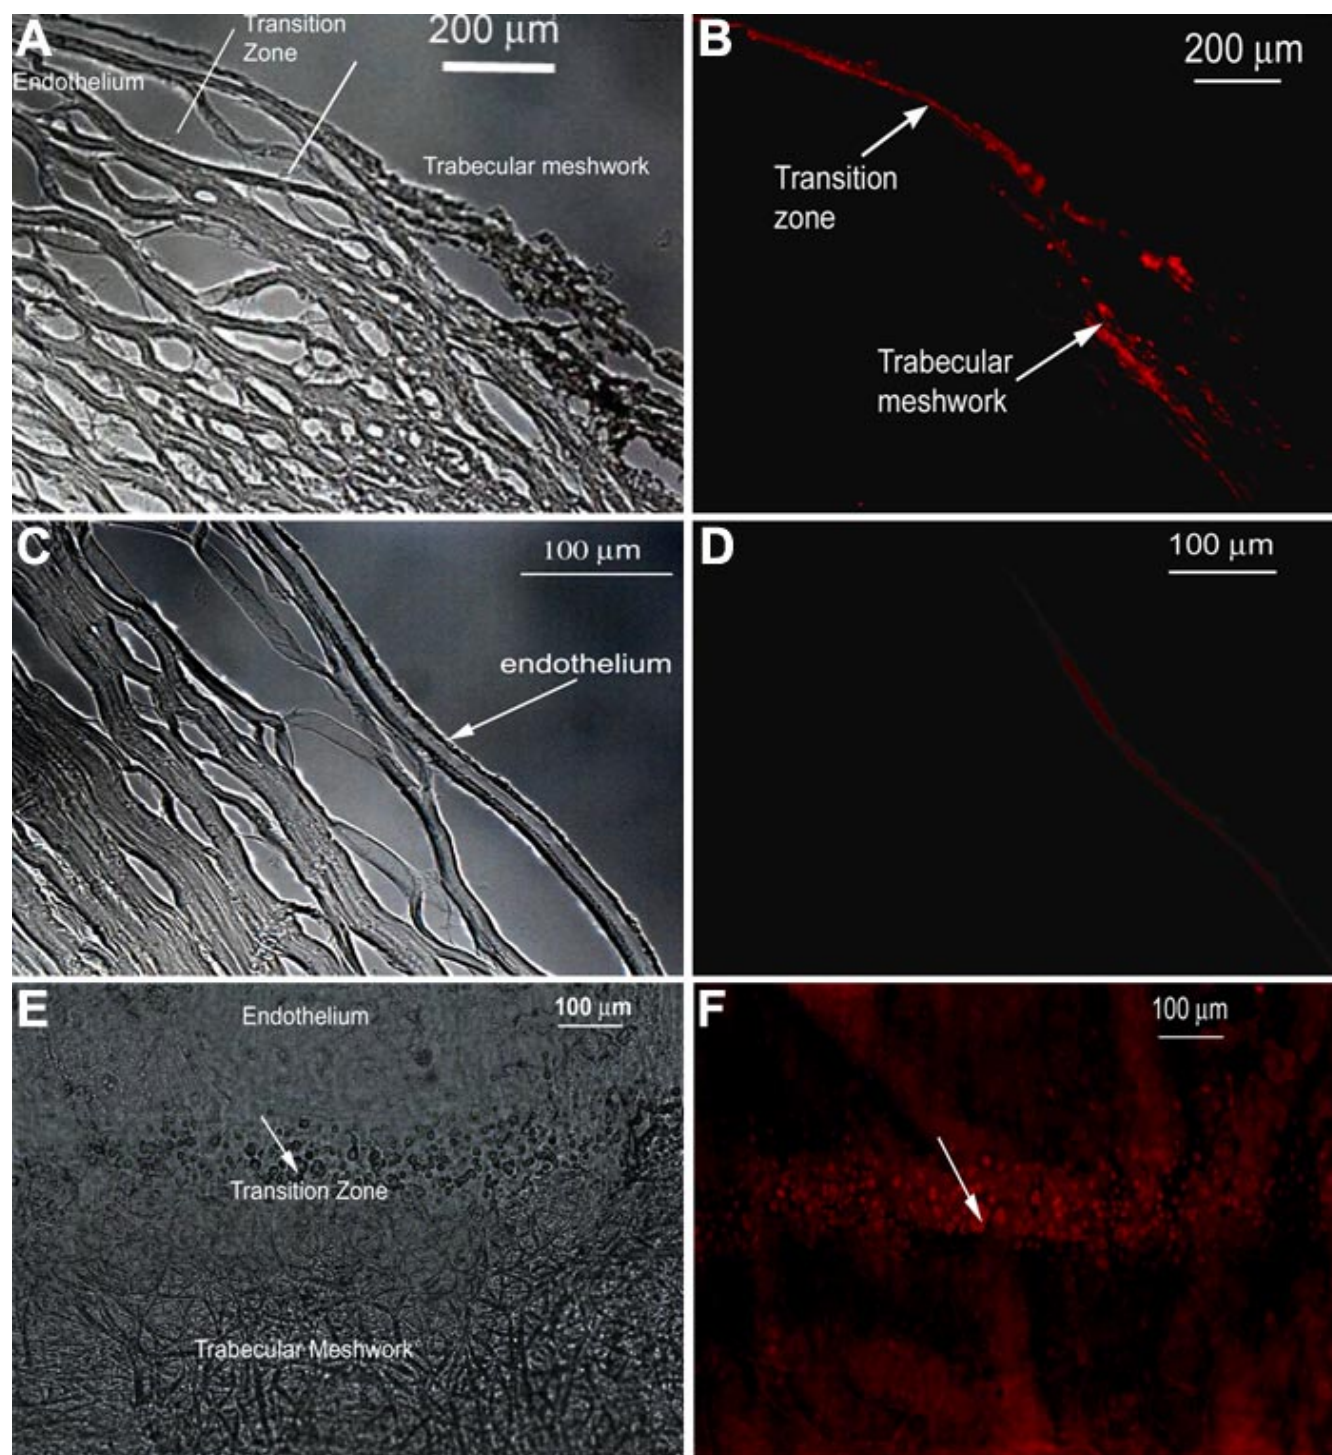 A
Transition
Zone
200 μm
Endothelium
Trabecular meshwork
B
200 μm
Transition
zone
Trabecular
meshwork
C
100 μm
endothelium
D
100 μm
E
Endothelium
100 μm
Transition Zone
Trabecular Meshwork
F
100 μm